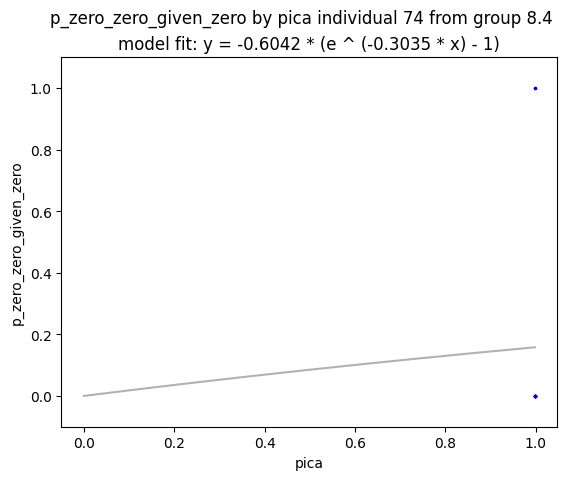 p_zero_zero_given_zero by pica individual 74 from group 8.4
model fit: y = -0.6042 * (e ^ (-0.3035 * x) - 1)
1.0
0.8
0.6
0.4
0.2
0.0
p_zero_zero_given_zero
0.0 0.2 0.4 0.6 0.8 1.0
pica